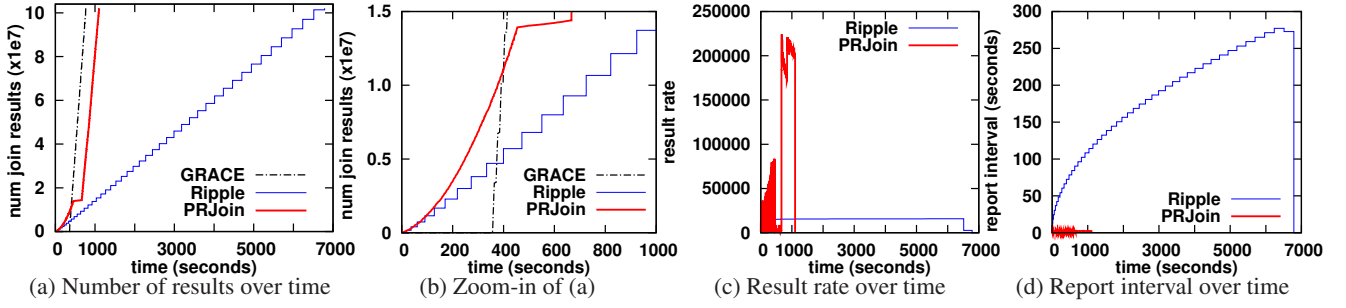 num join results (x1e7)
10
8
6
4
2
0
GRACE
Ripple
PRJoin
0 1000 3000 5000 7000
time (seconds)
(a) Number of results over time
num join results (x1e7)
1.5
1.0
0.5
0.0
GRACE
Ripple
PRJoin
0 200 400 600 800 1000
time (seconds)
(b) Zoom-in of (a)
result rate
250000
200000
150000
100000
50000
0
Ripple
PRJoin
0 1000 3000 5000 7000
time (seconds)
(c) Result rate over time
report interval (seconds)
300
250
200
150
100
50
0
Ripple
PRJoin
0 1000 3000 5000 7000
time (seconds)
(d) Report interval over time